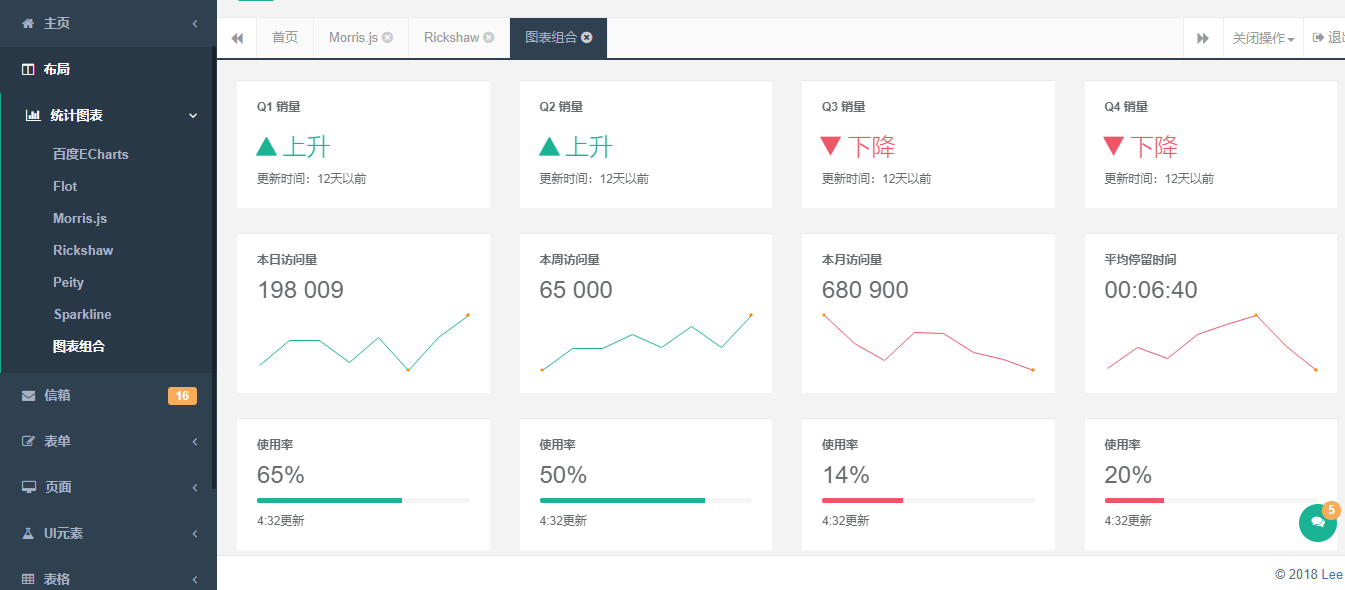 主页
布局
统计图表
百度ECharts
Flot
Morris.js
Rickshaw
Peity
Sparkline
图表组合
信箱 16
表单
页面
UI元素
表格
首页 Morris.js Rickshaw 图表组合 关闭操作 退出
Q1 销量 Q2 销量 Q3 销量 Q4 销量
上升 上升 下降 下降
更新时间：12天以前 更新时间：12天以前 更新时间：12天以前 更新时间：12天以前
本日访问量 本周访问量 本月访问量 平均停留时间
198 009 65 000 680 900 00:06:40
使用率 使用率 使用率 使用率
65% 50% 14% 20%
4:32更新 4:32更新 4:32更新 4:32更新
5
© 2018 Lee